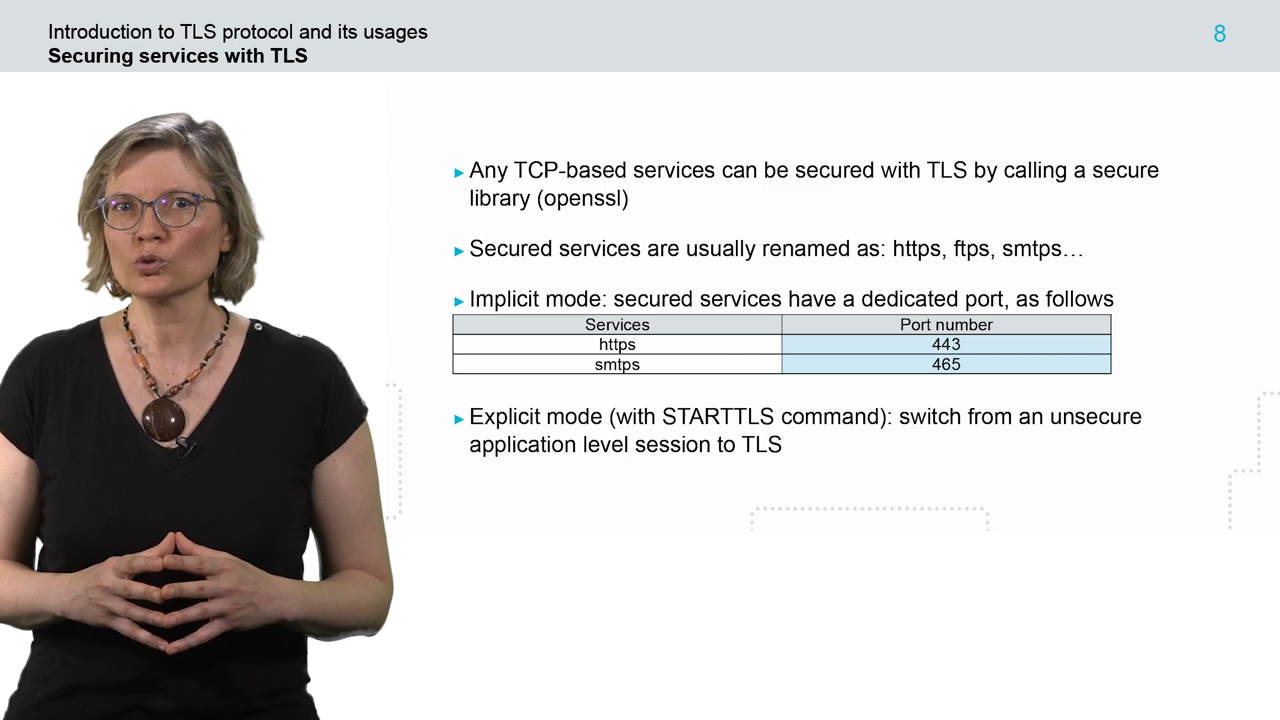 Introduction to TLS protocol and its usages
8
Securing services with TLS
▸ Any TCP-based services can be secured with TLS by calling a secure
library (openssl)
▸ Secured services are usually renamed as: https, ftps, smtps…
▸ Implicit mode: secured services have a dedicated port, as follows
Services Port number
https 443
smtps 465
▸ Explicit mode (with STARTTLS command): switch from an unsecure
application level session to TLS